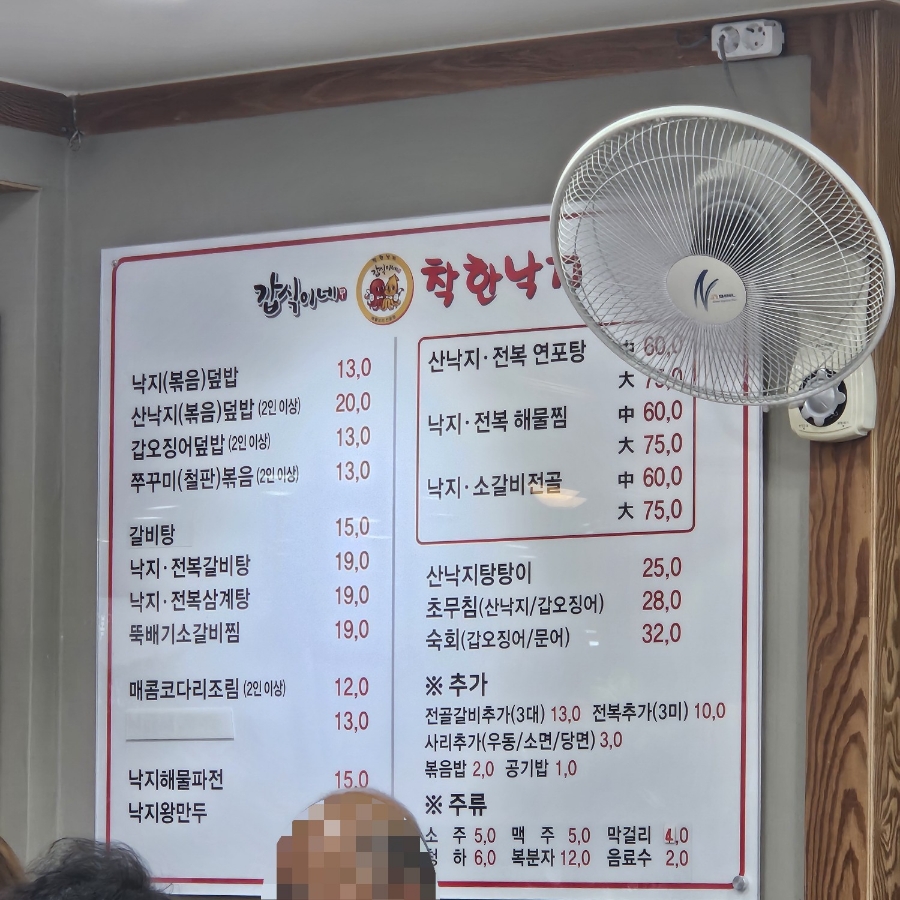 갑식이네 착한낙지
낙지(볶음)덮밥 13,0
산낙지(볶음)덮밥 (2인 이상) 20,0
갑오징어덮밥 (2인 이상) 13,0
쭈꾸미(철판)볶음 (2인 이상) 13,0
갈비탕 15,0
낙지·전복갈비탕 19,0
낙지·전복삼계탕 19,0
뚝배기소갈비찜 19,0
매콤코다리조림 (2인 이상) 12,0
13,0
낙지해물파전 15,0
낙지왕만두
산낙지·전복 연포탕 中 60,0
大 75,0
낙지·전복 해물찜 中 60,0
大 75,0
낙지·소갈비전골 中 60,0
大 75,0
산낙지탕탕이 25,0
초무침(산낙지/갑오징어) 28,0
숙회(갑오징어/문어) 32,0
※ 추가
전골갈비추가(3대) 13,0 전복추가(3미) 10,0
사리추가(우동/소면/당면) 3,0
볶음밥 2,0 공기밥 1,0
※ 주류
소 주 5,0 맥 주 5,0 막걸리 4,0
청 하 6,0 복분자 12,0 음료수 2,0